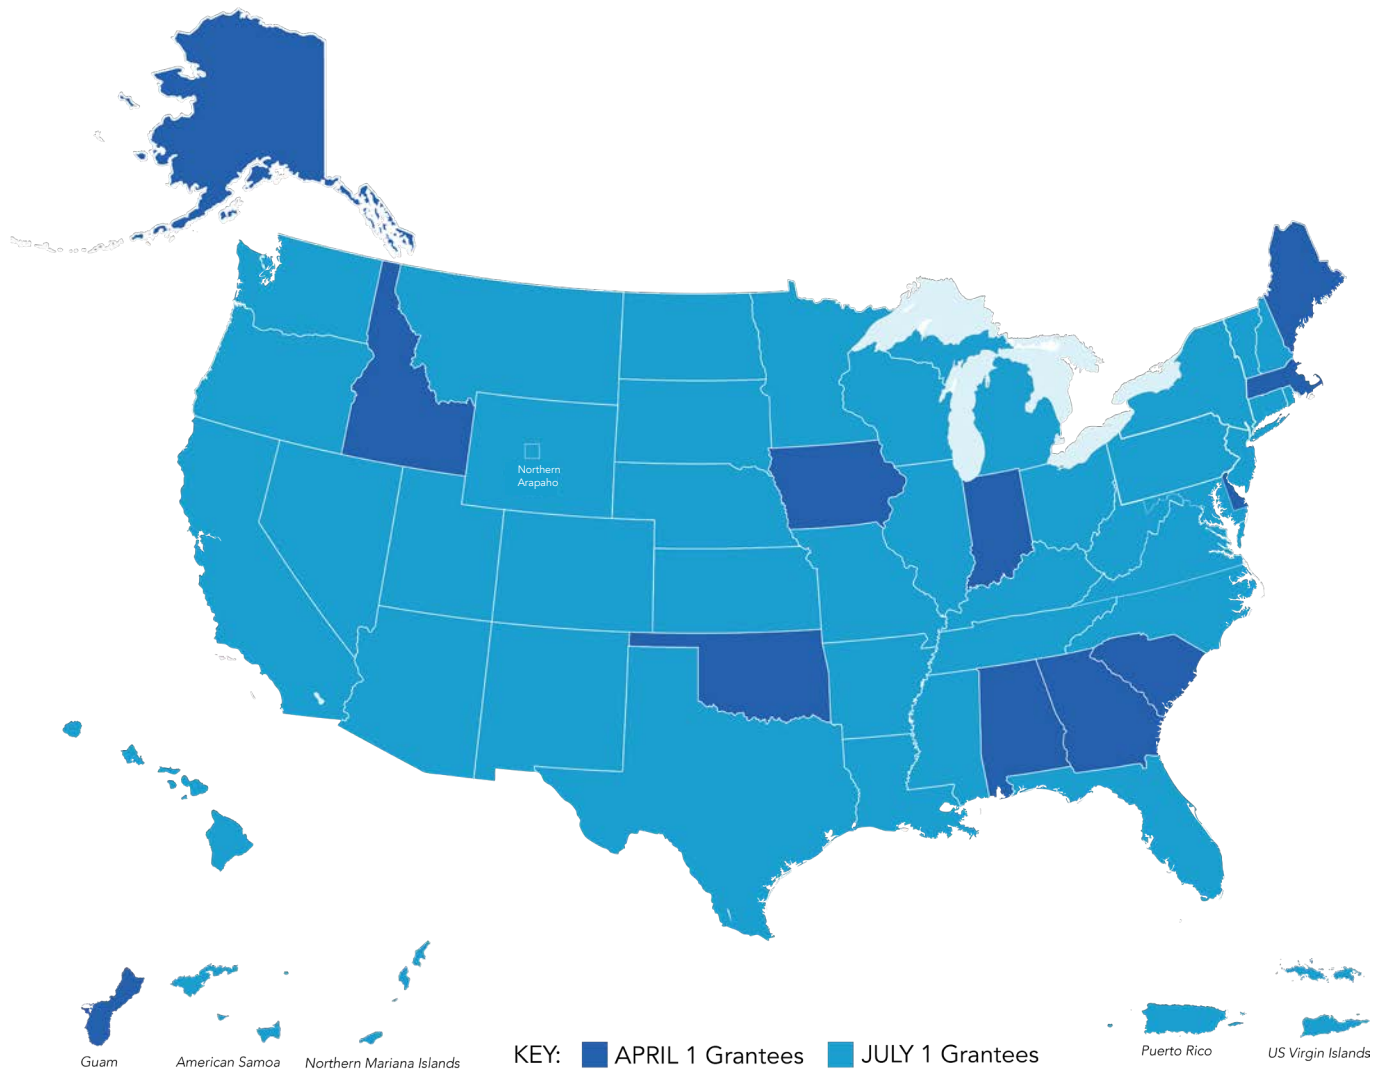 Northern
Arapaho
Guam
American Samoa
Northern Mariana Islands
KEY:
APRIL 1 Grantees
JULY 1 Grantees
Puerto Rico
US Virgin Islands